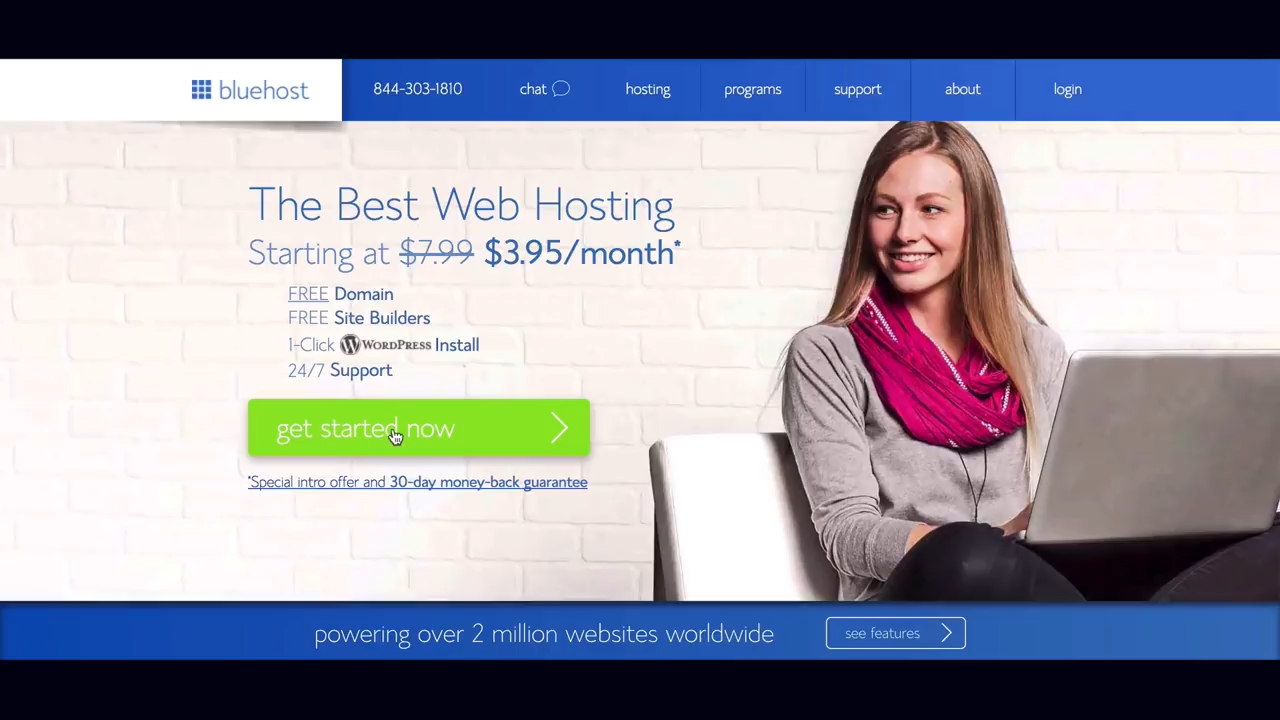 bluehost
844-303-1810
chat
hosting
programs
support
about
login
The Best Web Hosting
Starting at $7.99 $3.95/month*
FREE Domain
FREE Site Builders
1-Click WORDPRESS Install
24/7 Support
get started now
*Special intro offer and 30-day money-back guarantee
powering over 2 million websites worldwide
see features